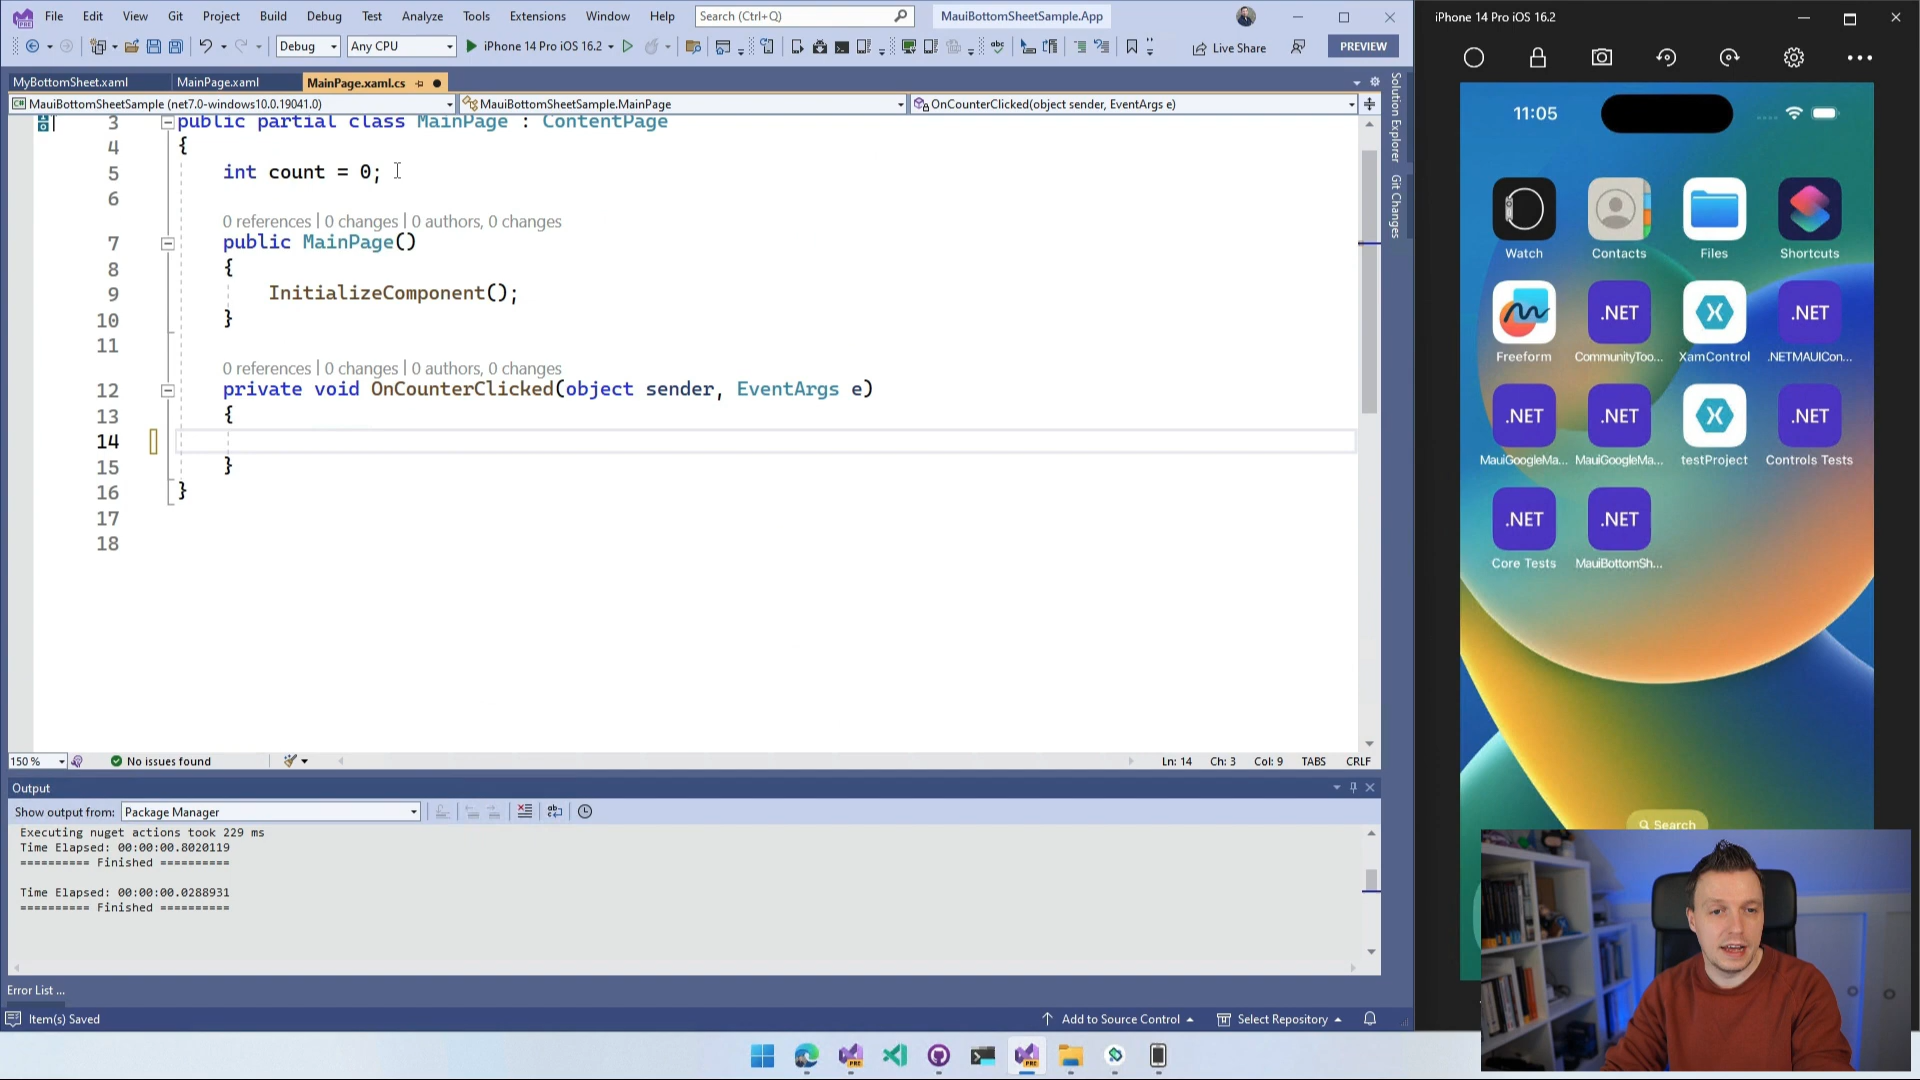 File Edit View Git Project Build Debug Test Analyze Tools Extensions Window Help Search (Ctrl+Q) MauiBottomSheetSample.App
Debug Any CPU iPhone 14 Pro iOS 16.2 Live Share PREVIEW
MyBottomSheet.xaml MainPage.xaml MainPage.xaml.cs
MauiBottomSheetSample (net7.0-windows10.0.19041.0) MauiBottomSheetSample.MainPage OnCounterClicked(object sender, EventArgs e)
3 public partial class MainPage : ContentPage
4 {
5 int count = 0;
6
0 references | 0 changes | 0 authors, 0 changes
7 public MainPage()
8 {
9 InitializeComponent();
10 }
11
0 references | 0 changes | 0 authors, 0 changes
12 private void OnCounterClicked(object sender, EventArgs e)
13 {
14
15 }
16 }
17
18
150 % No issues found Ln: 14 Ch: 3 Col: 9 TABS CRLF
Output
Show output from: Package Manager
Executing nuget actions took 229 ms
Time Elapsed: 00:00:00.8020119
========== Finished ==========
Time Elapsed: 00:00:00.0288931
========== Finished ==========
Error List ...
Item(s) Saved Add to Source Control Select Repository
Solution Explorer
Git Changes
iPhone 14 Pro iOS 16.2
11:05
Watch Contacts Files Shortcuts
.NET .NET
Freeform CommunityToo... XamControl .NETMAUICon...
.NET .NET .NET
MauiGoogleMa... MauiGoogleMa... testProject Controls Tests
.NET .NET
Core Tests MauiBottomSh...
Search
PRE PRE